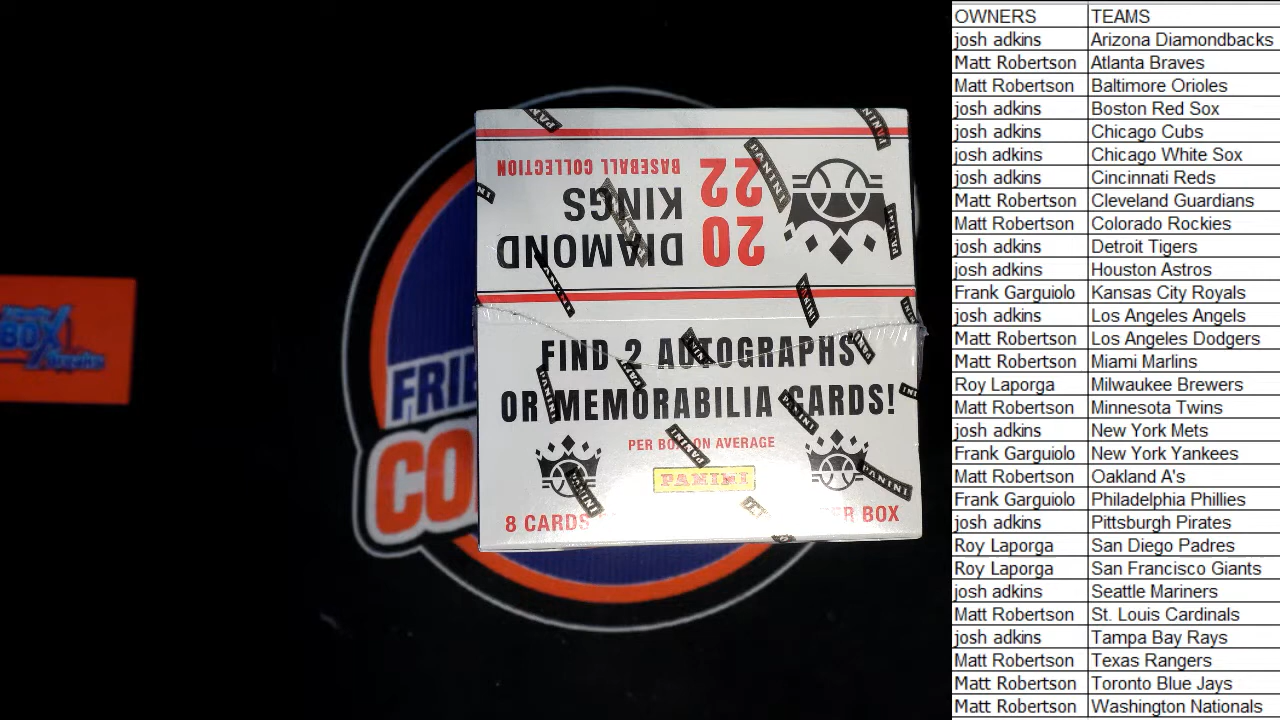 BOX
FRIE
CO
20 DIAMOND
22 KINGS
BASEBALL COLLECTION
FIND 2 AUTOGRAPHS
OR MEMORABILIA CARDS!
PER BOX ON AVERAGE
PANINI
8 CARDS
ER BOX
OWNERS TEAMS
josh adkins Arizona Diamondbacks
Matt Robertson Atlanta Braves
Matt Robertson Baltimore Orioles
josh adkins Boston Red Sox
josh adkins Chicago Cubs
josh adkins Chicago White Sox
josh adkins Cincinnati Reds
Matt Robertson Cleveland Guardians
Matt Robertson Colorado Rockies
josh adkins Detroit Tigers
josh adkins Houston Astros
Frank Garguiolo Kansas City Royals
josh adkins Los Angeles Angels
Matt Robertson Los Angeles Dodgers
Matt Robertson Miami Marlins
Roy Laporga Milwaukee Brewers
Matt Robertson Minnesota Twins
josh adkins New York Mets
Frank Garguiolo New York Yankees
Matt Robertson Oakland A's
Frank Garguiolo Philadelphia Phillies
josh adkins Pittsburgh Pirates
Roy Laporga San Diego Padres
Roy Laporga San Francisco Giants
josh adkins Seattle Mariners
Matt Robertson St. Louis Cardinals
josh adkins Tampa Bay Rays
Matt Robertson Texas Rangers
Matt Robertson Toronto Blue Jays
Matt Robertson Washington Nationals